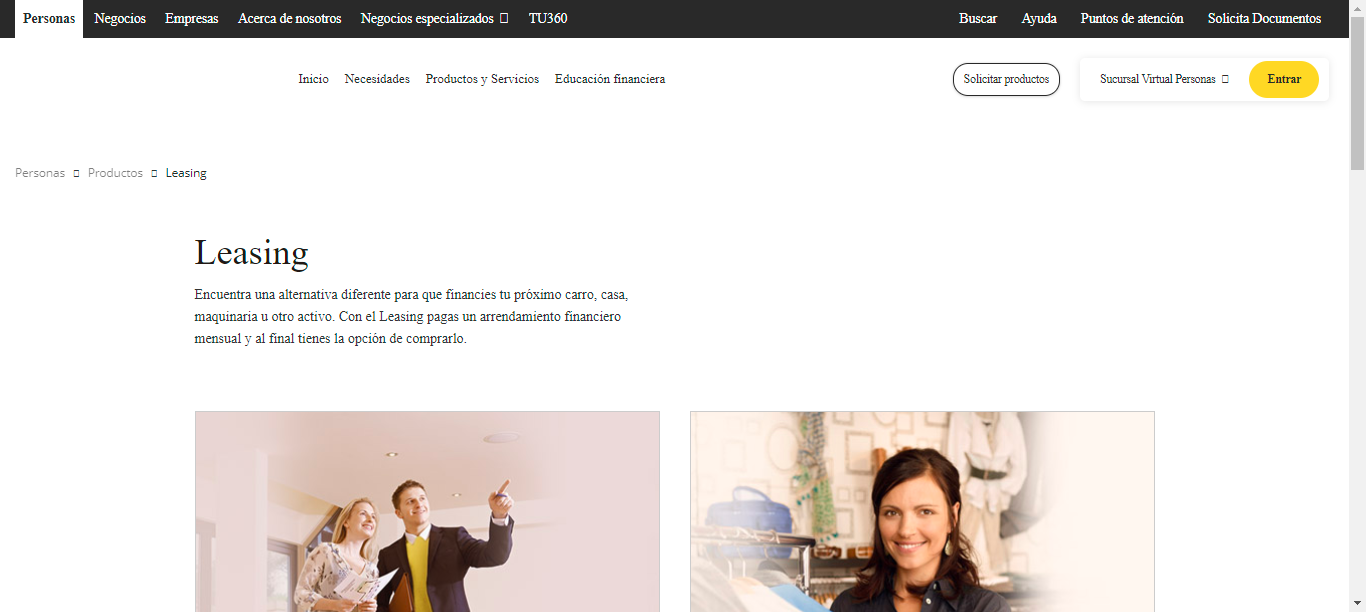 Personas Negocios Empresas Acerca de nosotros Negocios especializados TU360 Buscar Ayuda Puntos de atención Solicita Documentos
Inicio Necesidades Productos y Servicios Educación financiera Solicitar productos Sucursal Virtual Personas Entrar
Personas Productos Leasing
Leasing
Encuentra una alternativa diferente para que financies tu próximo carro, casa,
maquinaria u otro activo. Con el Leasing pagas un arrendamiento financiero
mensual y al final tienes la opción de comprarlo.